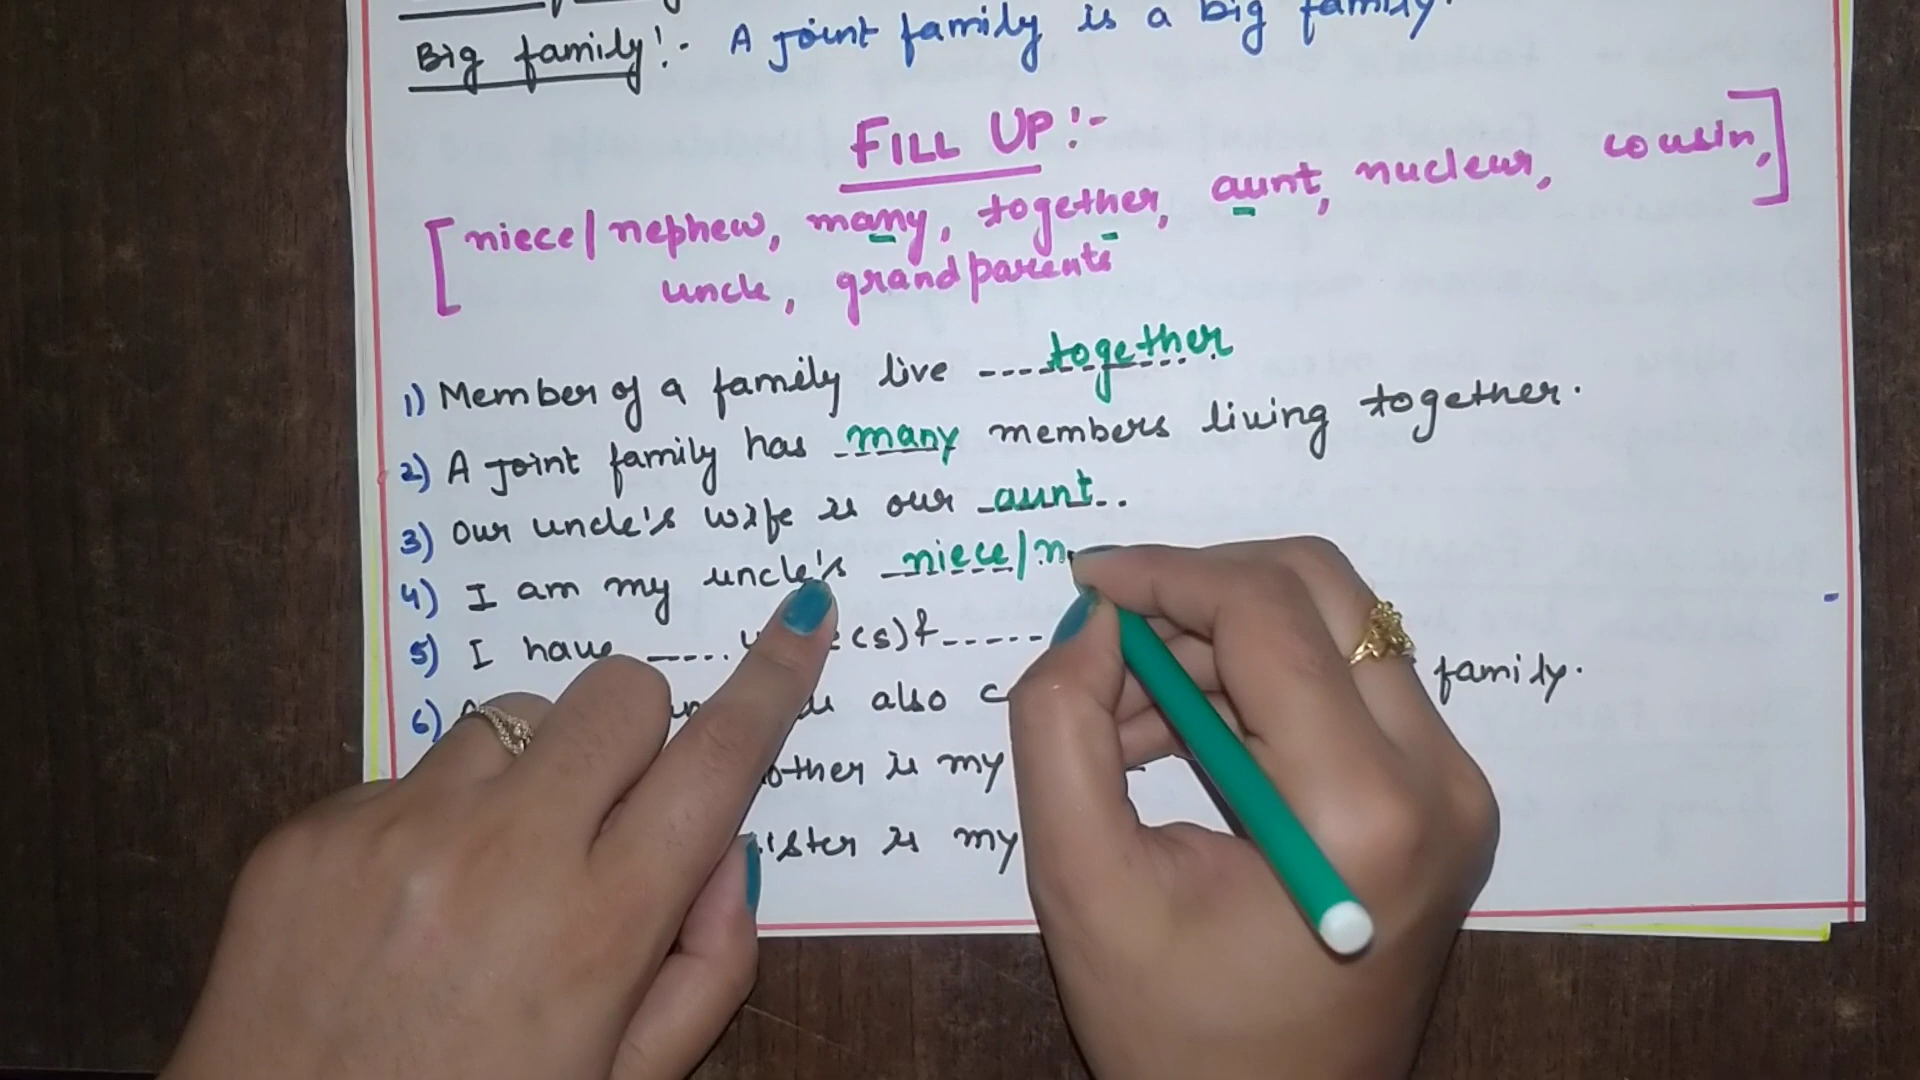 Big family!- A joint family is a big family.
FILL UP!-
[niece/nephew, many, together, aunt, nucleur, cousin,]
uncle, grandparents
1) Member of a family live together
2) A joint family has many members living together.
3) Our uncle's wife is our aunt..
4) I am my uncle's niece/n
5) I have ----- (s) & ------
6) also family.
other is my
sister is my